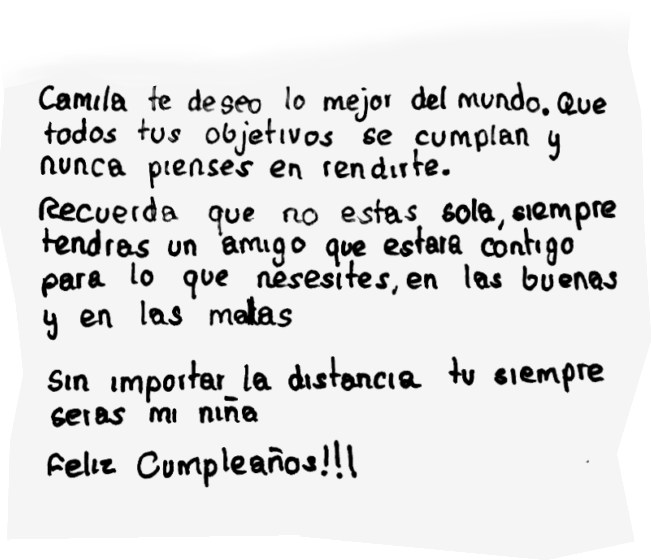 Camila te deseo lo mejor del mundo. Que
todos tus objetivos se cumplan y
nunca pienses en rendirte.
Recuerda que no estas sola, siempre
tendras un amigo que estara contigo
para lo que nesesites, en las buenas
y en las malas
Sin importar la distancia tu siempre
seras mi niña
Feliz Cumpleaños!!!